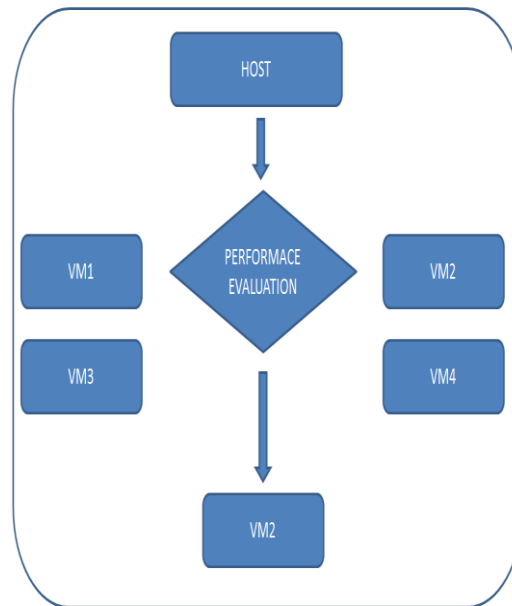 HOST
PERFORMACE
EVALUATION
VM1
VM2
VM3
VM4
VM2